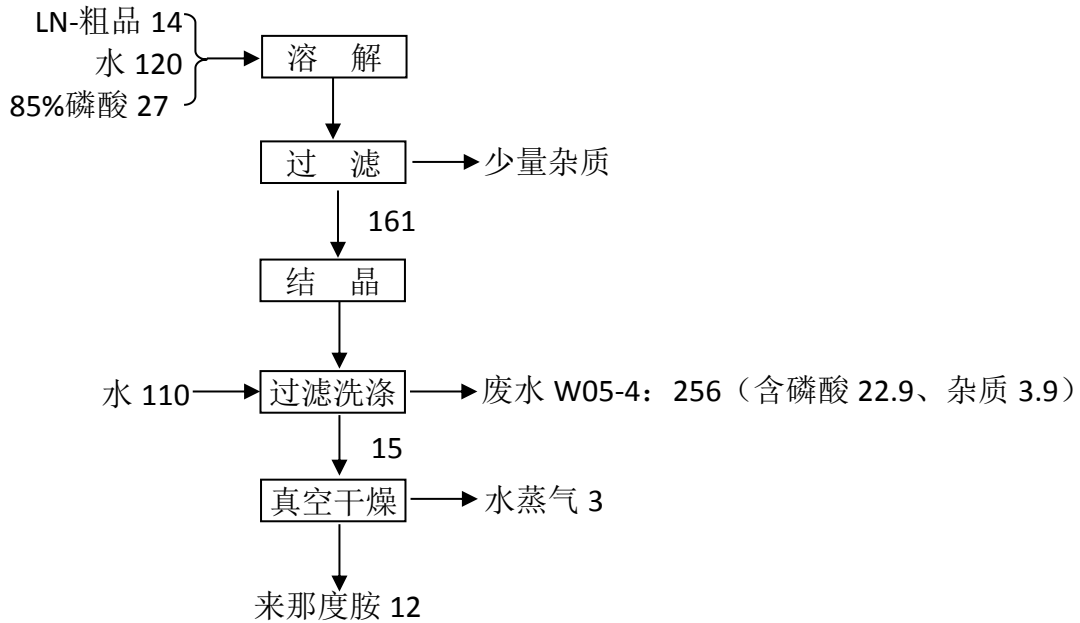 LN-粗品 14
水 120
85%磷酸 27
溶 解
过 滤
少量杂质
161
结 晶
水 110
过滤洗涤
废水 W05-4：256（含磷酸 22.9、杂质 3.9）
15
真空干燥
水蒸气 3
来那度胺 12